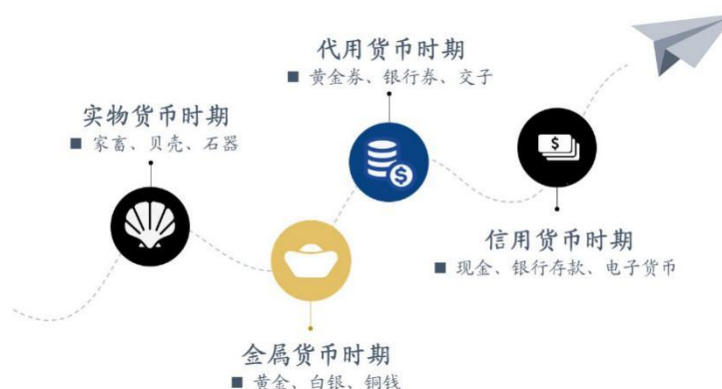 代用货币时期
■ 黄金券、银行券、交子
实物货币时期
■ 家畜、贝壳、石器
$
$
信用货币时期
■ 现金、银行存款、电子货币
金属货币时期
■ 黄金、白银、铜钱